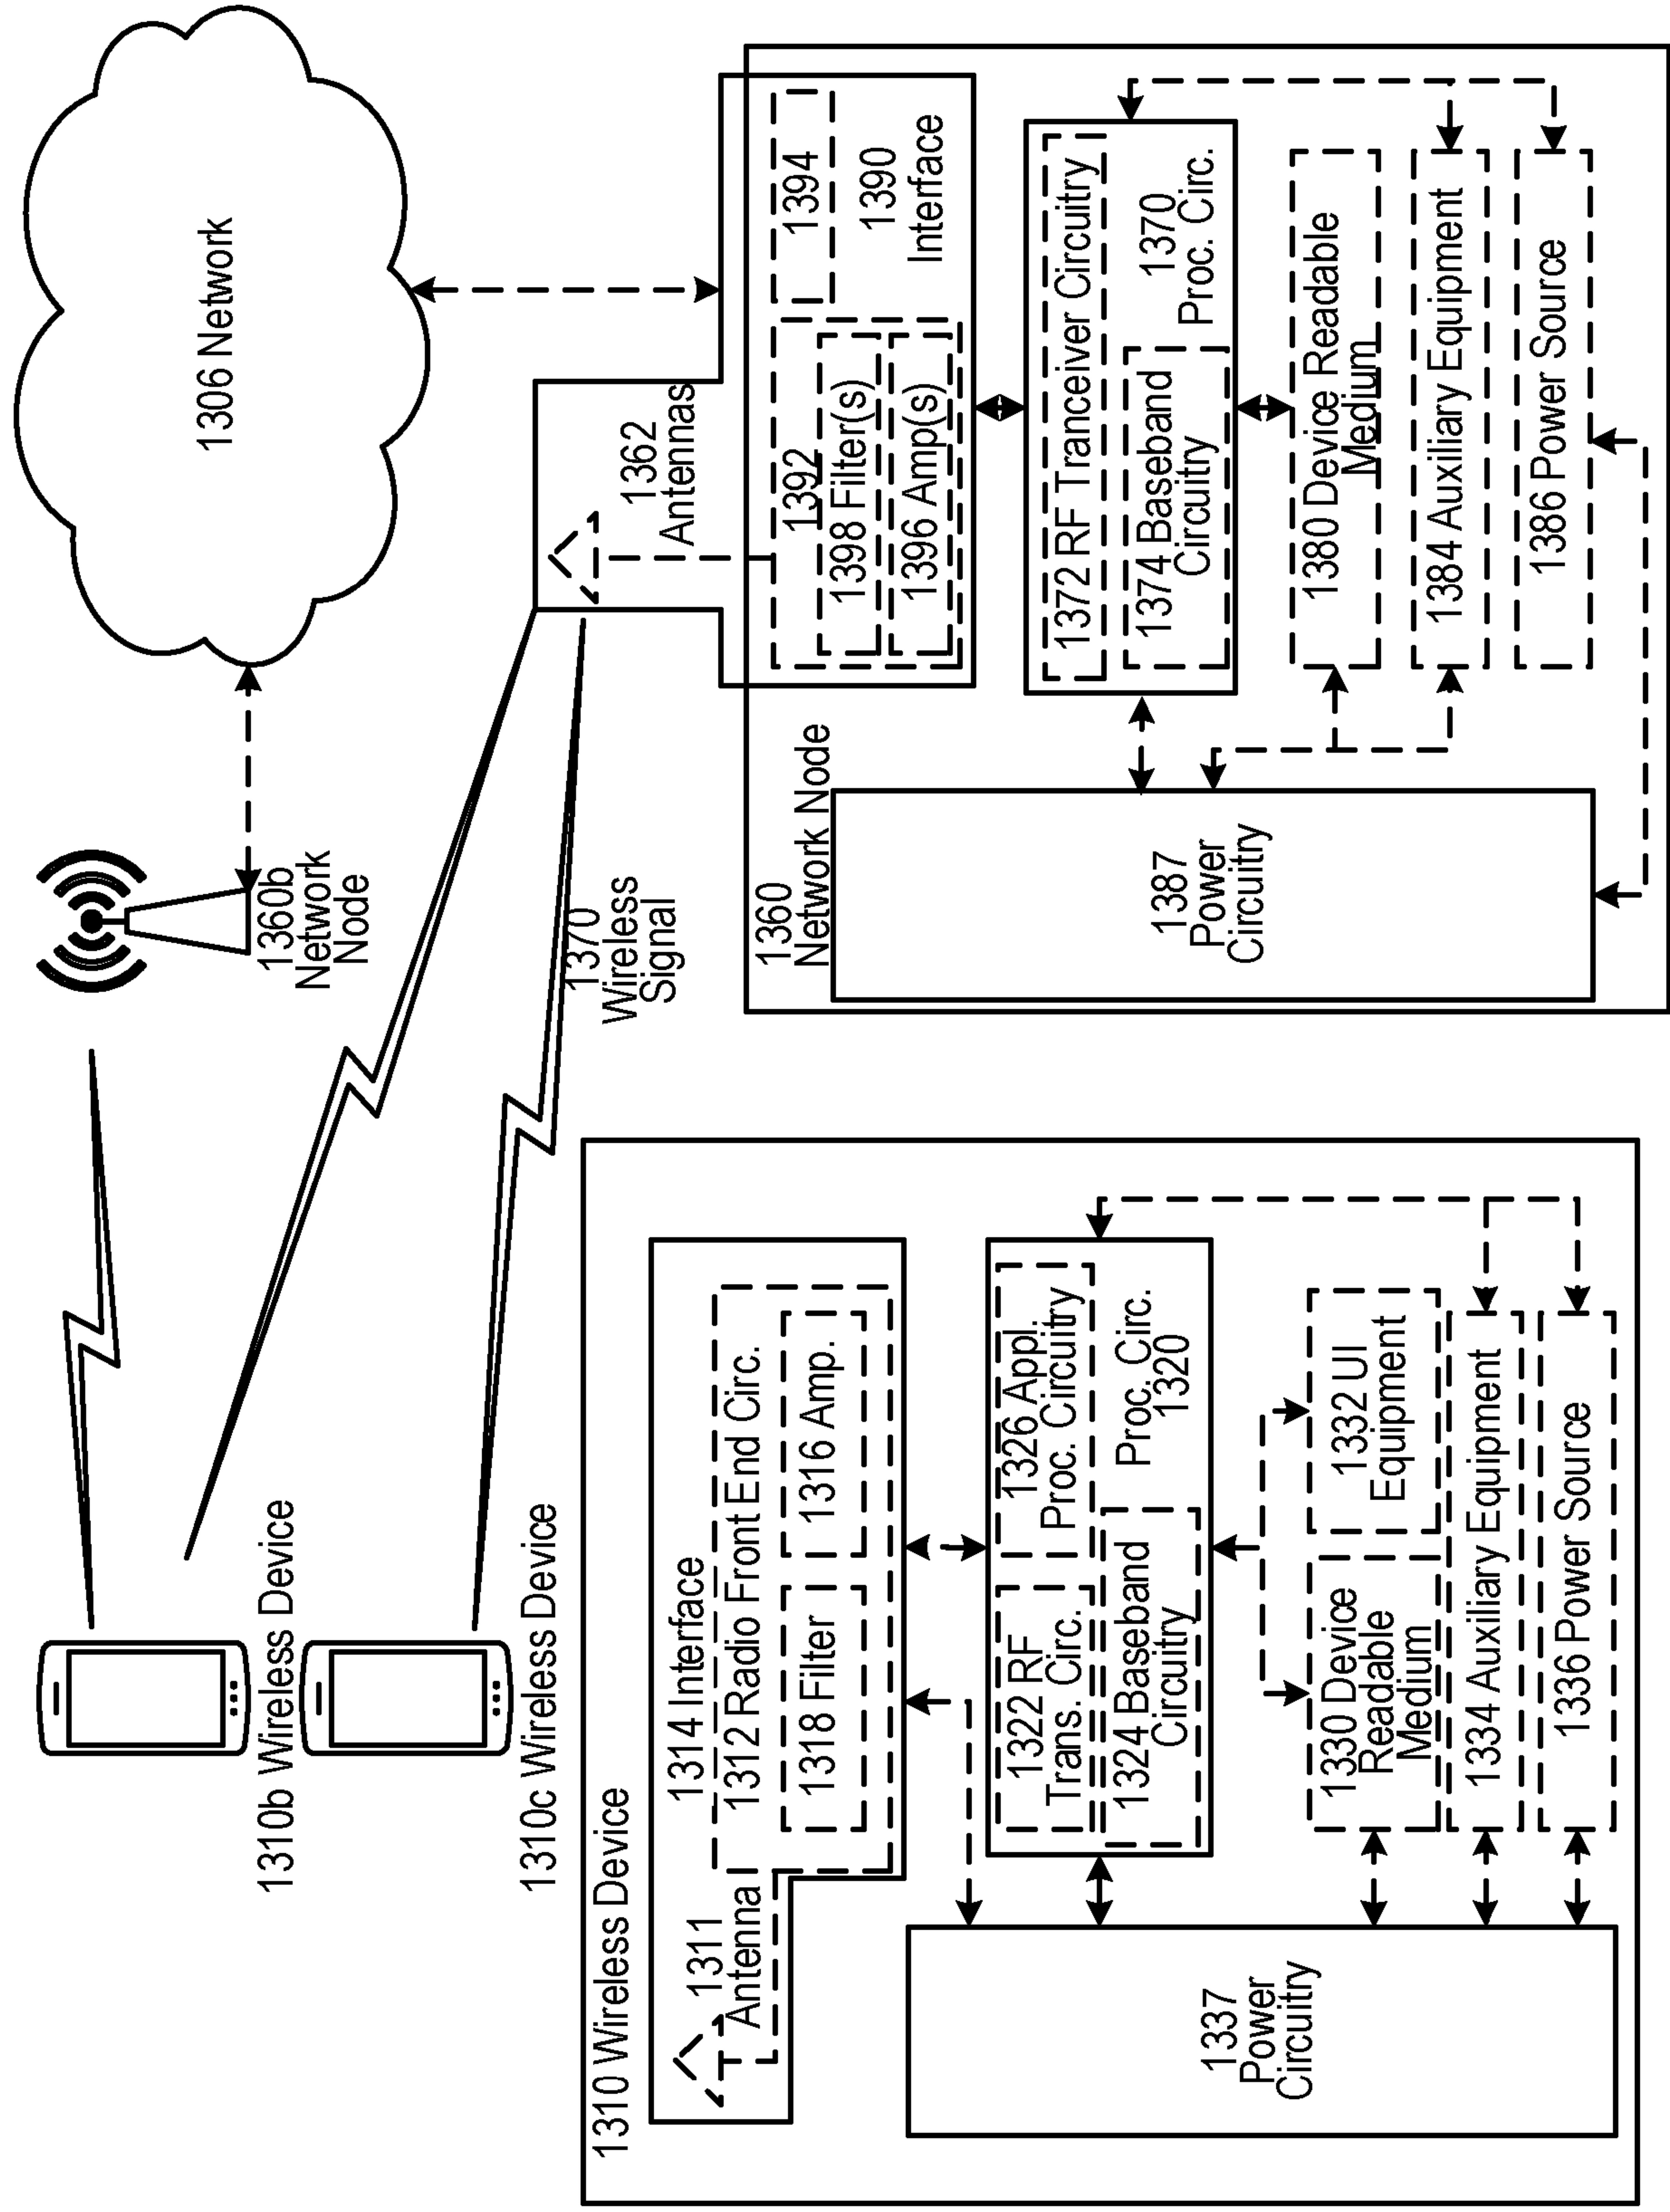 1306 Network
1360b
Network
Node
1310b Wireless Device
1310c Wireless Device
1370
Wireless
Signal
1362
Antennas
1310 Wireless Device
1311
Antenna
1314 Interface
1312 Radio Front End Circ.
1318 Filter
1316 Amp.
1322 RF
Trans. Circ.
1326 Appl.
Proc. Circuitry
1324 Baseband
Circuitry
Proc. Circ.
1320
1337
Power
Circuitry
1330 Device
Readable
Medium
1332 UI
Equipment
1334 Auxiliary Equipment
1336 Power Source
1360
Network Node
1392
1398 Filter(s)
1396 Amp(s)
1394
1390
Interface
1372 RF Tranceiver Circuitry
1374 Baseband
Circuitry
1370
Proc. Circ.
1387
Power
Circuitry
1380 Device Readable
Medium
1384 Auxiliary Equipment
1386 Power Source